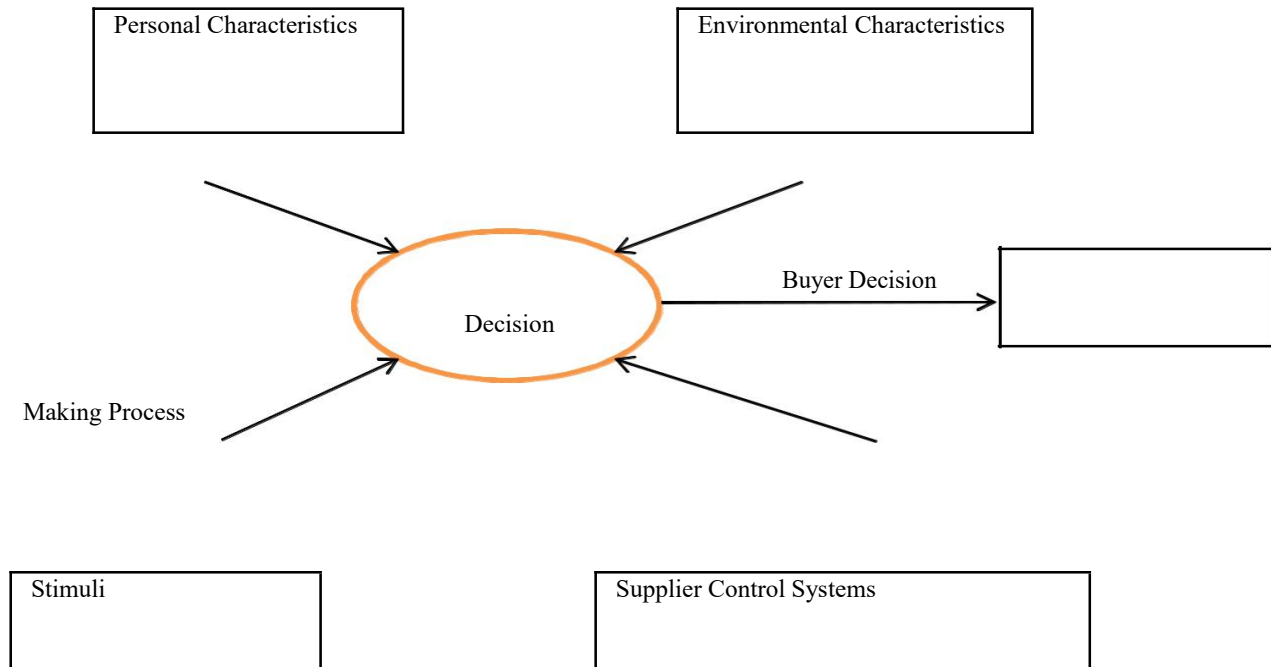 Personal Characteristics
Environmental Characteristics
Buyer Decision
Decision
Making Process
Stimuli
Supplier Control Systems